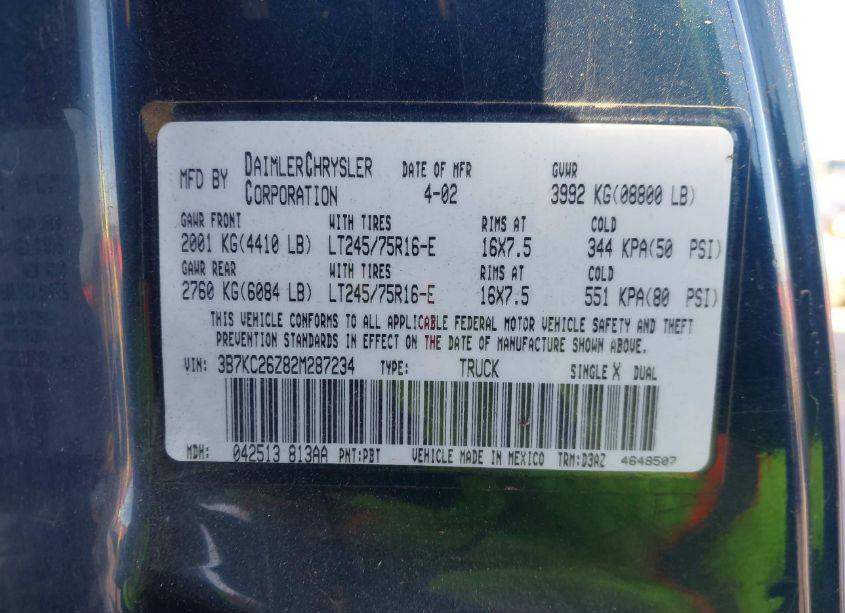 MFD BY DAIMLERCHRYSLER CORPORATION DATE OF MFR 4-02 GVWR 3992 KG(08800 LB)
GAWR FRONT WITH TIRES RIMS AT COLD
2001 KG(4410 LB) LT245/75R16-E 16X7.5 344 KPA(50 PSI)
GAWR REAR WITH TIRES RIMS AT COLD
2760 KG(6084 LB) LT245/75R16-E 16X7.5 551 KPA(80 PSI)
THIS VEHICLE CONFORMS TO ALL APPLICABLE FEDERAL MOTOR VEHICLE SAFETY AND THEFT
PREVENTION STANDARDS IN EFFECT ON THE DATE OF MANUFACTURE SHOWN ABOVE.
VIN: 3B7KC26Z82M287234 TYPE: TRUCK SINGLE X DUAL
MDH: 042513 813AA PNT:PBT VEHICLE MADE IN MEXICO TRM:D3AZ 4648507